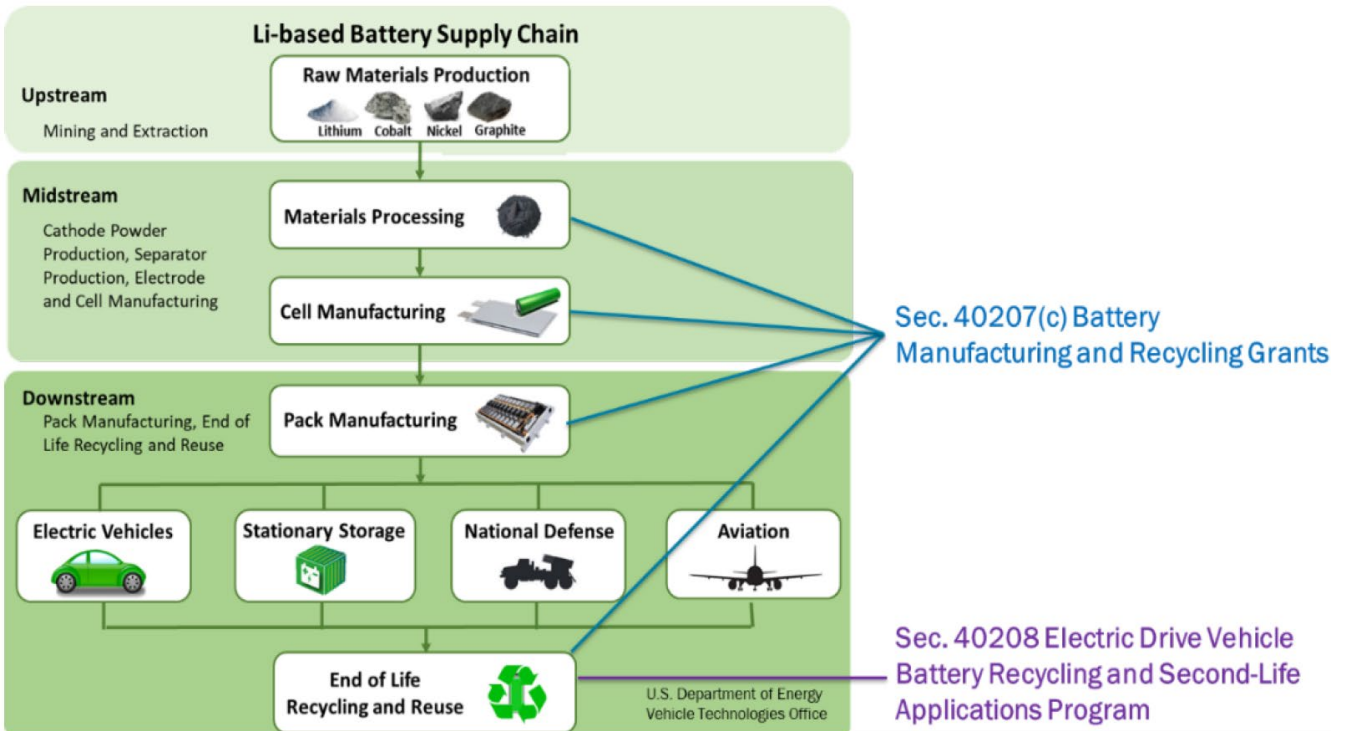 Li-based Battery Supply Chain
Raw Materials Production
Lithium Cobalt Nickel Graphite
Upstream
Mining and Extraction
Midstream
Cathode Powder
Production, Separator
Production, Electrode
and Cell Manufacturing
Materials Processing
Cell Manufacturing
Sec. 40207(c) Battery
Manufacturing and Recycling Grants
Downstream
Pack Manufacturing, End of
Life Recycling and Reuse
Pack Manufacturing
Electric Vehicles
Stationary Storage
National Defense
Aviation
End of Life
Recycling and Reuse
U.S. Department of Energy
Vehicle Technologies Office
Sec. 40208 Electric Drive Vehicle
Battery Recycling and Second-Life
Applications Program